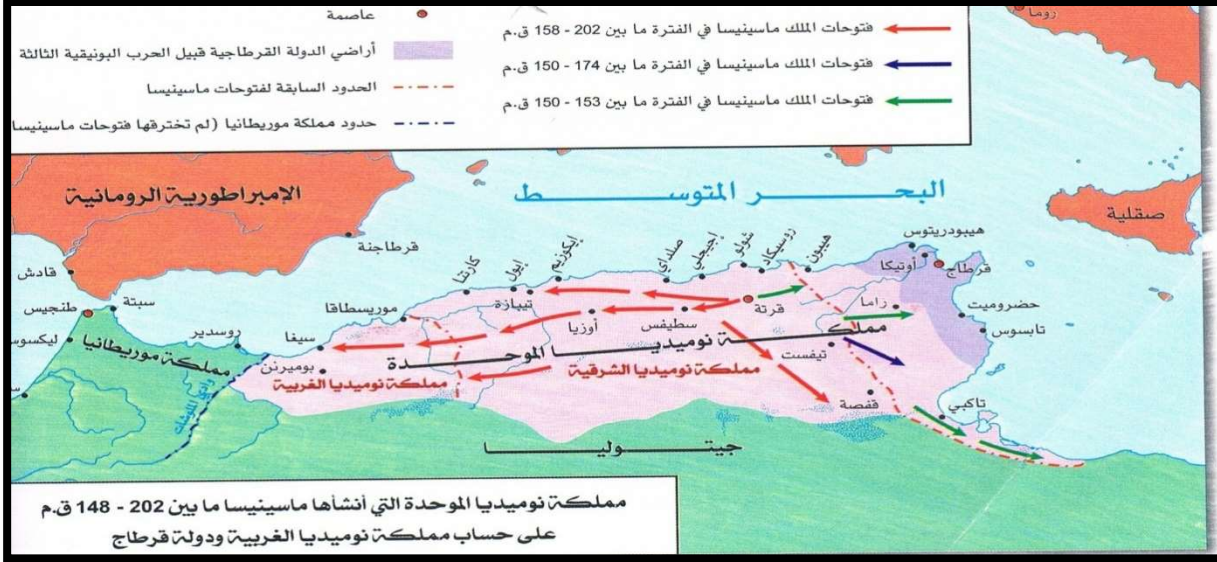 عاصمة
أراضي الدولة القرطاجية قبيل الحرب البونيقية الثالثة
الحدود السابقة لفتوحات ماسينيسا
حدود مملكة موريطانيا (لم تخترقها فتوحات ماسينيسا
فتوحات الملك ماسينيسا في الفترة ما بين 202 - 158 ق.م
فتوحات الملك ماسينيسا في الفترة ما بين 174 - 150 ق.م
فتوحات الملك ماسينيسا في الفترة ما بين 153 - 150 ق.م
روما
الإمبراطورية الرومانية
البحر المتوسط
صقلية
قرطاجنة
قادش
طنجيس
سبتة
ليكسوس
روسدير
مملكة موريطانيا
سيغا
موريسطاقا
بوميرنن
كارتنا
إيول
تيبازة
إيكوزيم
صلداي
إجيجلي
شولو
روسيكاد
هيبون
هيبودريتوس
أوتيكا
قرطاج
حضروميت
تابسوس
راما
قرتة
سطيفس
أوزيا
تيفست
قفصة
تاكبي
مملكة نوميديا الموحدة
مملكة نوميديا الشرقية
مملكة نوميديا الغربية
جيتوليا
مملكة نوميديا الموحدة التي أنشأها ماسينيسا ما بين 202 - 148 ق.م
على حساب مملكة نوميديا الغربية ودولة قرطاج